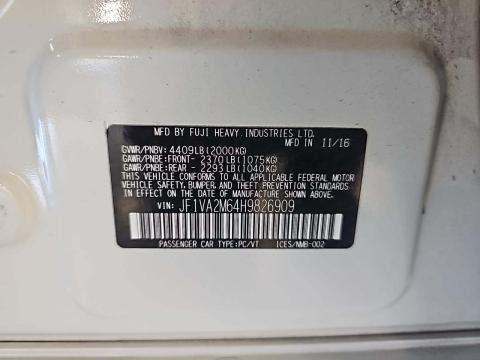 MFD BY FUJI HEAVY INDUSTRIES LTD.
MFD IN 11/16
GVWR/PNBV: 4409LB(2000KG)
GAWR/PNBE:FRONT- 2370LB(1075KG)
GAWR/PNBE:REAR - 2293LB(1040KG)
THIS VEHICLE CONFORMS TO ALL APPLICABLE FEDERAL MOTOR
VEHICLE SAFETY, BUMPER, AND THEFT PREVENTION STANDARDS
IN EFFECT ON THE DATE OF MANUFACTURE SHOWN ABOVE.
VIN: JF1VA2M64H9826909
PASSENGER CAR TYPE:PC/VT ICES/NMB-002